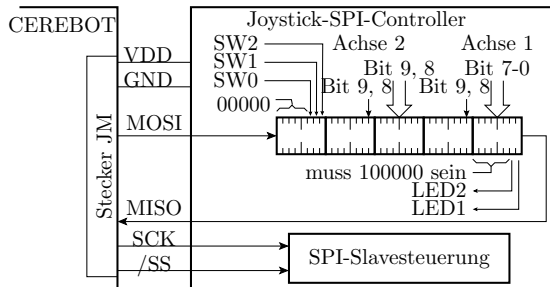 CEREBOT
Joystick-SPI-Controller
SW2
Achse 2
Achse 1
VDD
SW1
Bit 9, 8
Bit 7-0
GND
SW0
Bit 9, 8
Bit 9, 8
00000
MOSI
Stecker JM
muss 100000 sein
LED2
MISO
LED1
SCK
SPI-Slavesteuerung
/SS